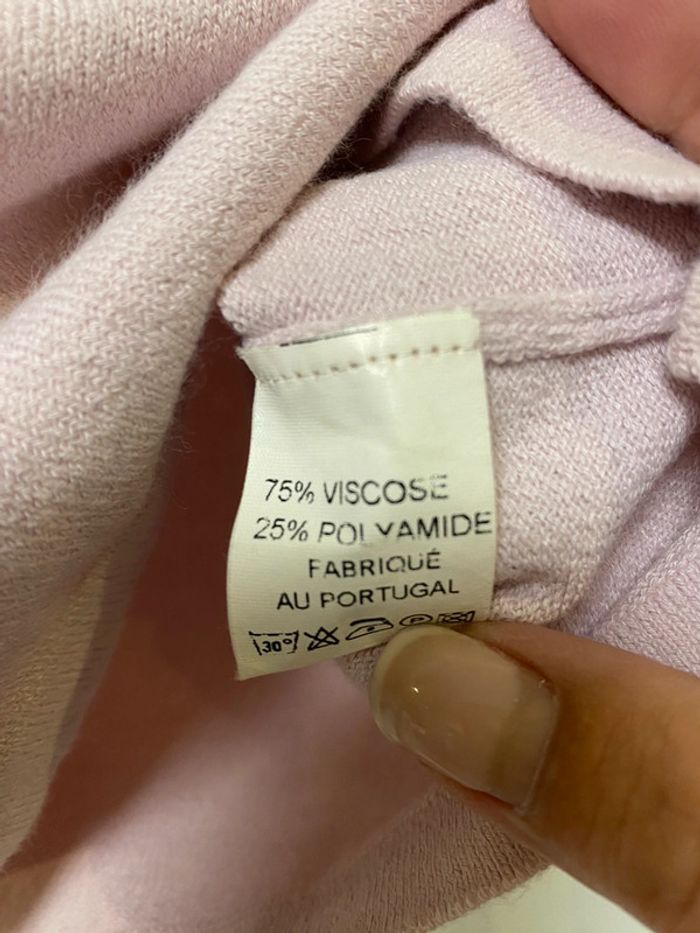 75% VISCOSE
25% POLYAMIDE
FABRIQUÉ
AU PORTUGAL
30°
P